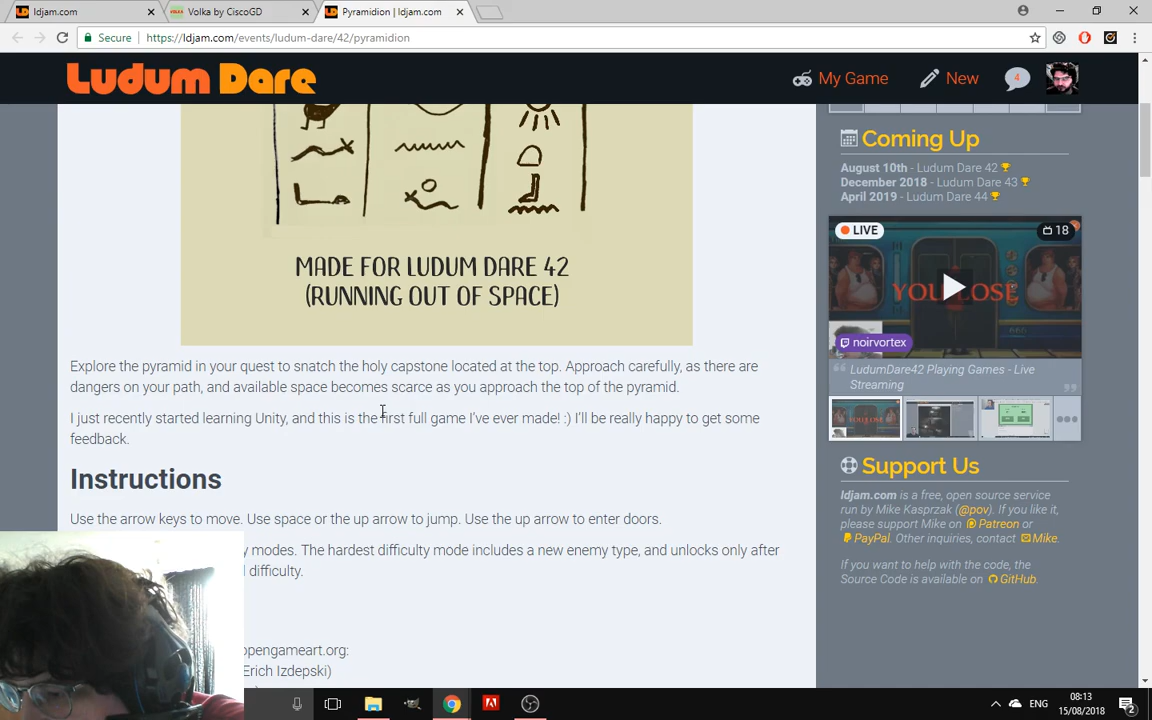 ldjam.com
Volka by CiscoGD
Pyramidion | ldjam.com
Secure
https://ldjam.com/events/ludum-dare/42/pyramidion
LUDUM DARE
My Game
New
4
MADE FOR LUDUM DARE 42
(RUNNING OUT OF SPACE)
Explore the pyramid in your quest to snatch the holy capstone located at the top. Approach carefully, as there are
dangers on your path, and available space becomes scarce as you approach the top of the pyramid.
I just recently started learning Unity, and this is the first full game I've ever made! :) I'll be really happy to get some
feedback.
Instructions
Use the arrow keys to move. Use space or the up arrow to jump. Use the up arrow to enter doors.
modes. The hardest difficulty mode includes a new enemy type, and unlocks only after
difficulty.
opengameart.org:
Erich Izdepski)
Coming Up
August 10th - Ludum Dare 42
December 2018 - Ludum Dare 43
April 2019 - Ludum Dare 44
LIVE
18
YOU LOSE
666
noirvortex
LudumDare42 Playing Games - Live
Streaming
Support Us
ldjam.com is a free, open source service
run by Mike Kasprzak (@pov). If you like it,
please support Mike on Patreon or
PayPal. Other inquiries, contact Mike.
If you want to help with the code, the
Source Code is available on GitHub.
ENG
08:13
15/08/2018
2